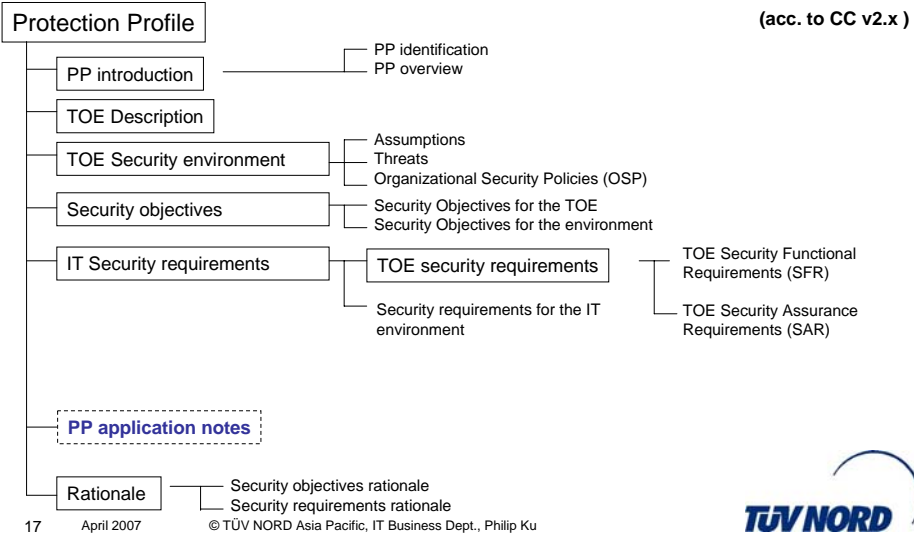 Protection Profile
(acc. to CC v2.x )
PP introduction
PP identification
PP overview
TOE Description
TOE Security environment
Assumptions
Threats
Organizational Security Policies (OSP)
Security objectives
Security Objectives for the TOE
Security Objectives for the environment
IT Security requirements
TOE security requirements
TOE Security Functional
Requirements (SFR)
TOE Security Assurance
Requirements (SAR)
Security requirements for the IT
environment
PP application notes
Rationale
Security objectives rationale
Security requirements rationale
17 April 2007 © TÜV NORD Asia Pacific, IT Business Dept., Philip Ku
TÜV NORD